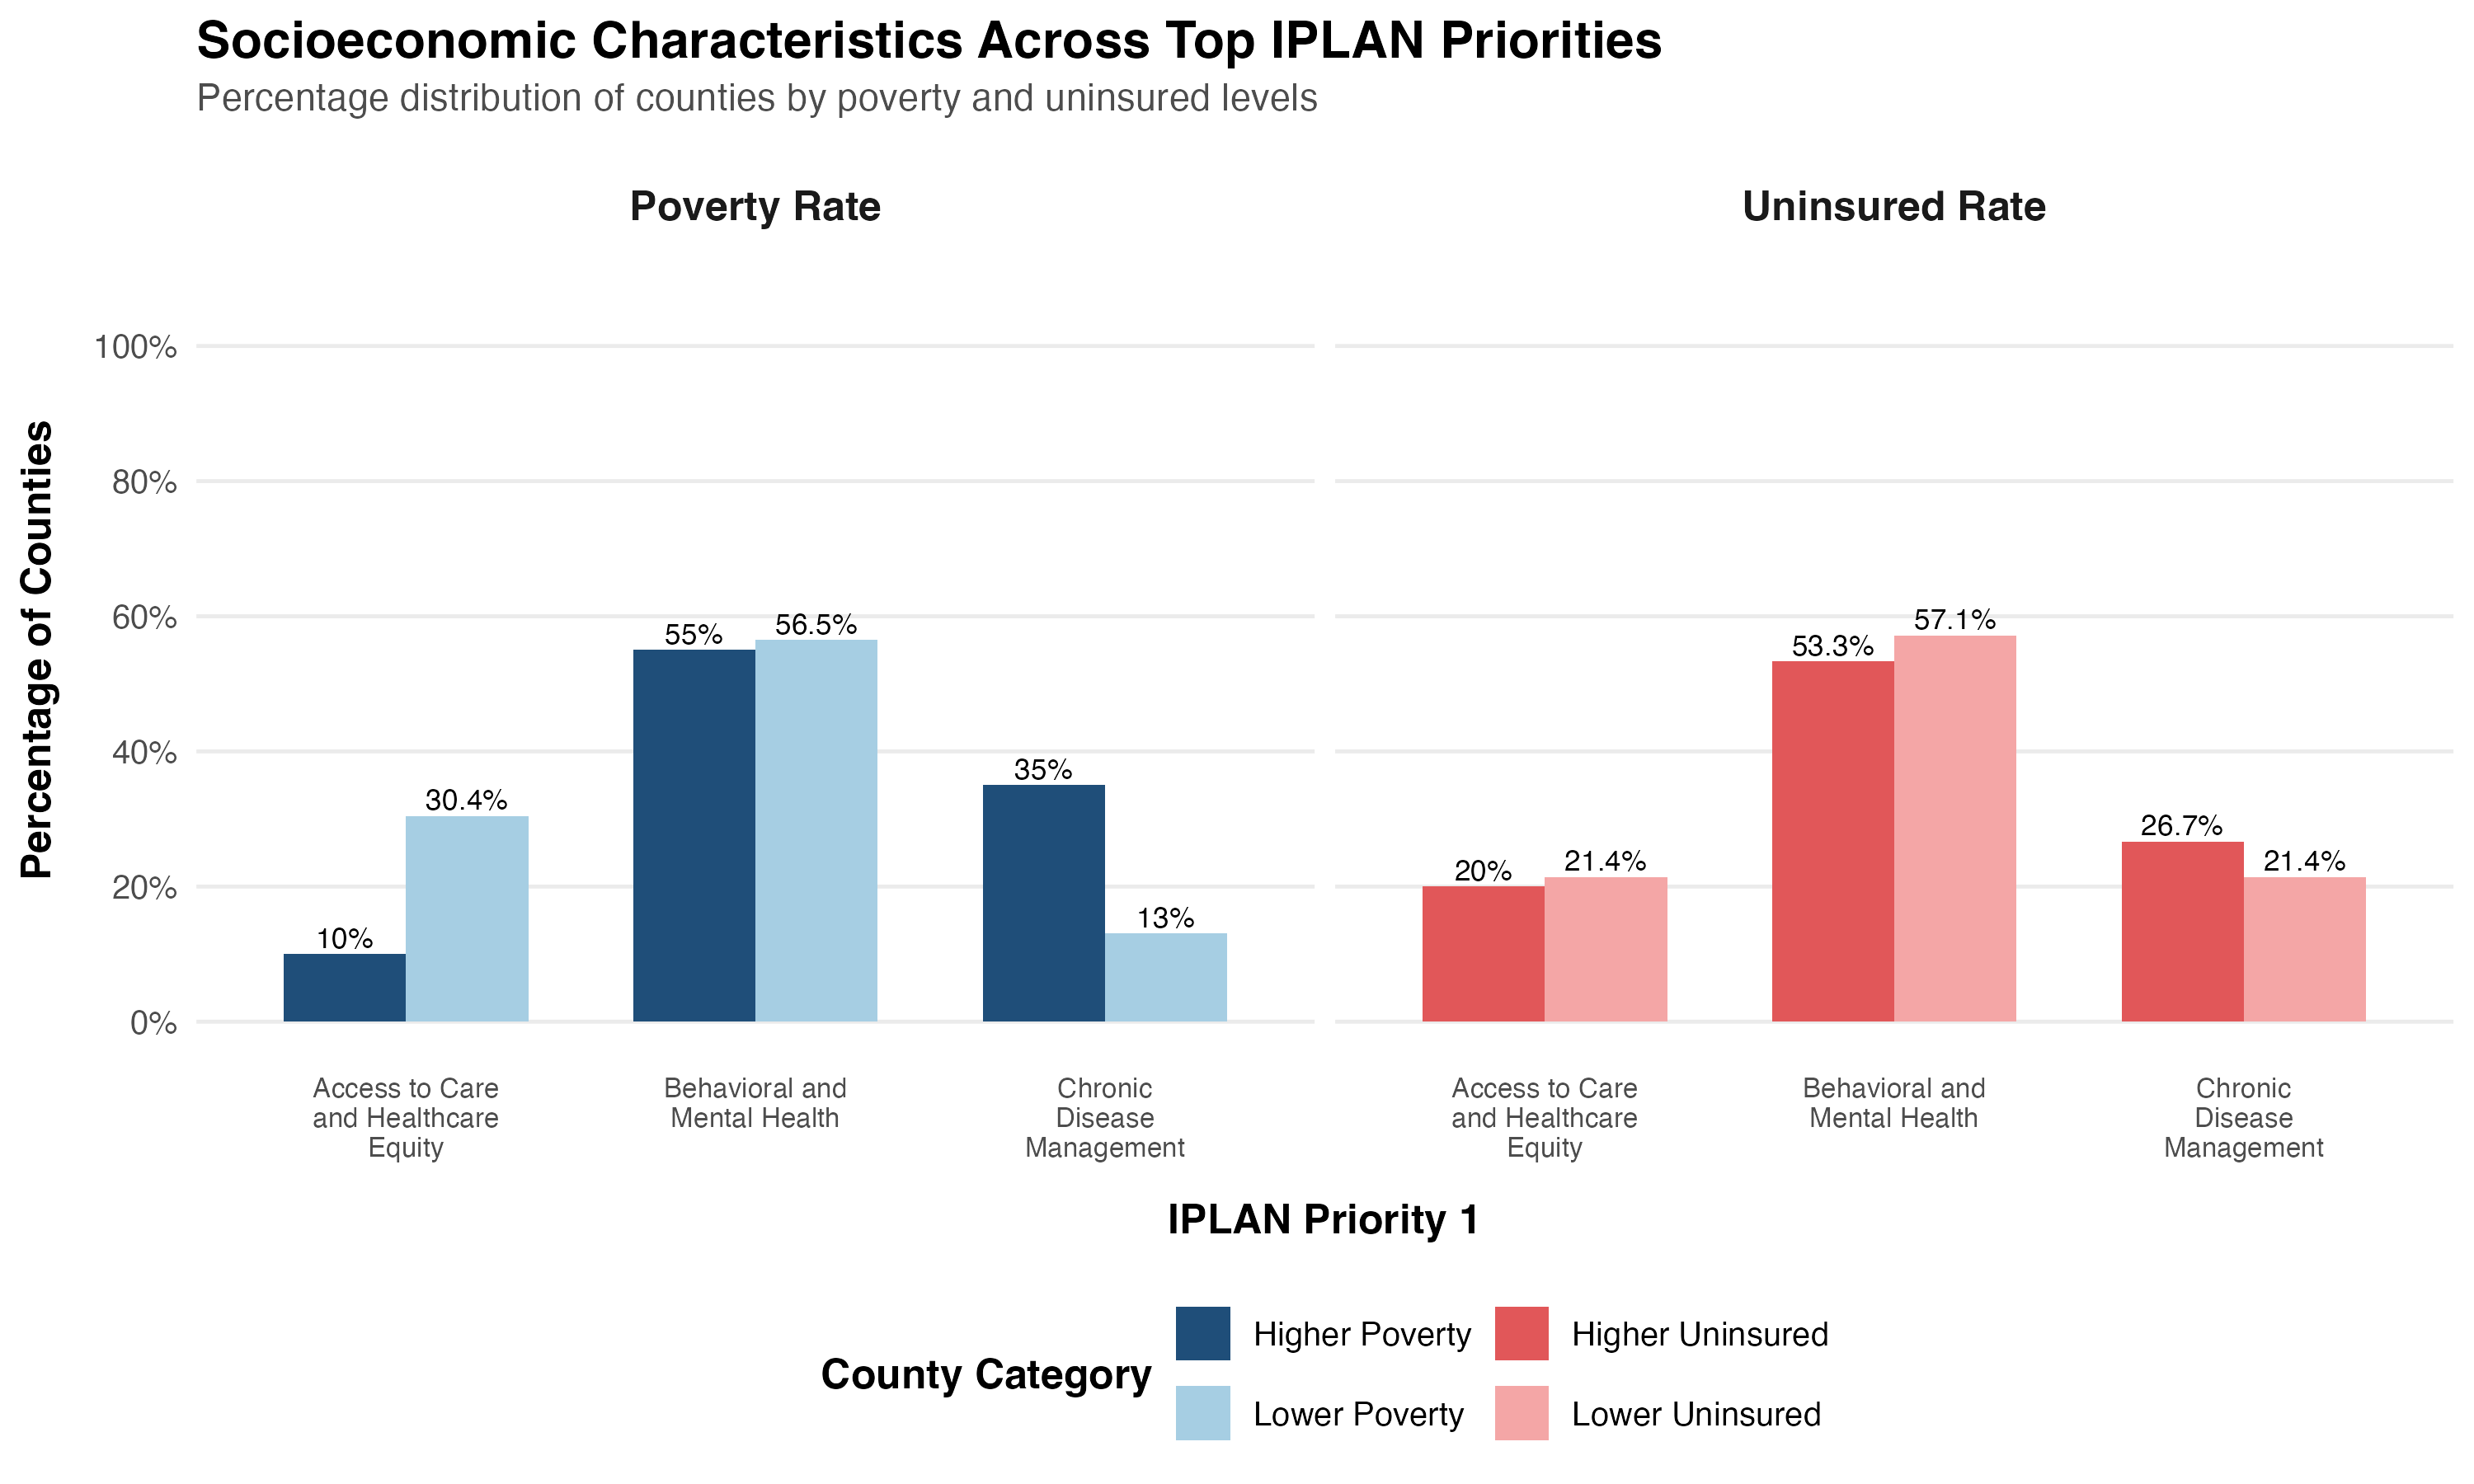 Socioeconomic Characteristics Across Top IPLAN Priorities
Percentage distribution of counties by poverty and uninsured levels
Poverty Rate
Uninsured Rate
Percentage of Counties
100%
80%
60%
40%
20%
0%
10%
30.4%
55%
56.5%
35%
13%
20%
21.4%
53.3%
57.1%
26.7%
21.4%
Access to Care
and Healthcare
Equity
Behavioral and
Mental Health
Chronic
Disease
Management
Access to Care
and Healthcare
Equity
Behavioral and
Mental Health
Chronic
Disease
Management
IPLAN Priority 1
County Category
Higher Poverty
Lower Poverty
Higher Uninsured
Lower Uninsured